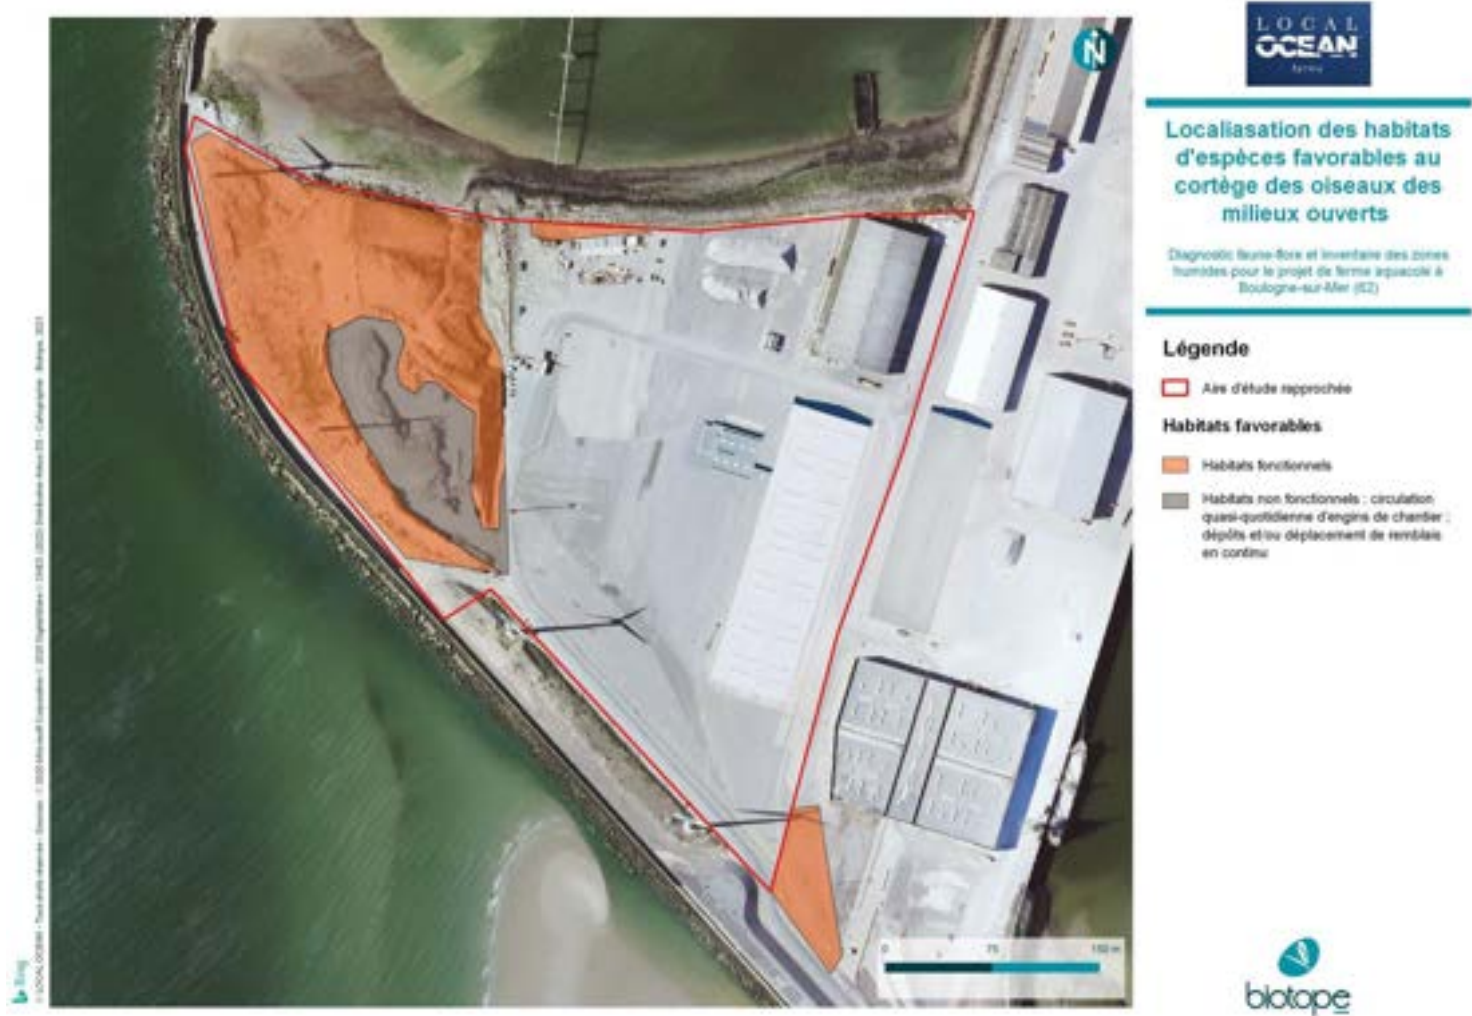 LOCAL
OCEAN
farms
Localiasation des habitats
d'espèces favorables au
cortège des oiseaux des
milieux ouverts
Diagnostic faune-flore et inventaire des zones
humides pour le projet de ferme aquacole à
Boulogne-sur-Mer (62)
Légende
Aire d'étude rapprochée
Habitats favorables
Habitats fonctionnels
Habitats non fonctionnels : circulation
quasi-quotidienne d'engins de chantier ;
dépôts et/ou déplacement de remblais
en continu
N
0 75 150 m
biotope
bing